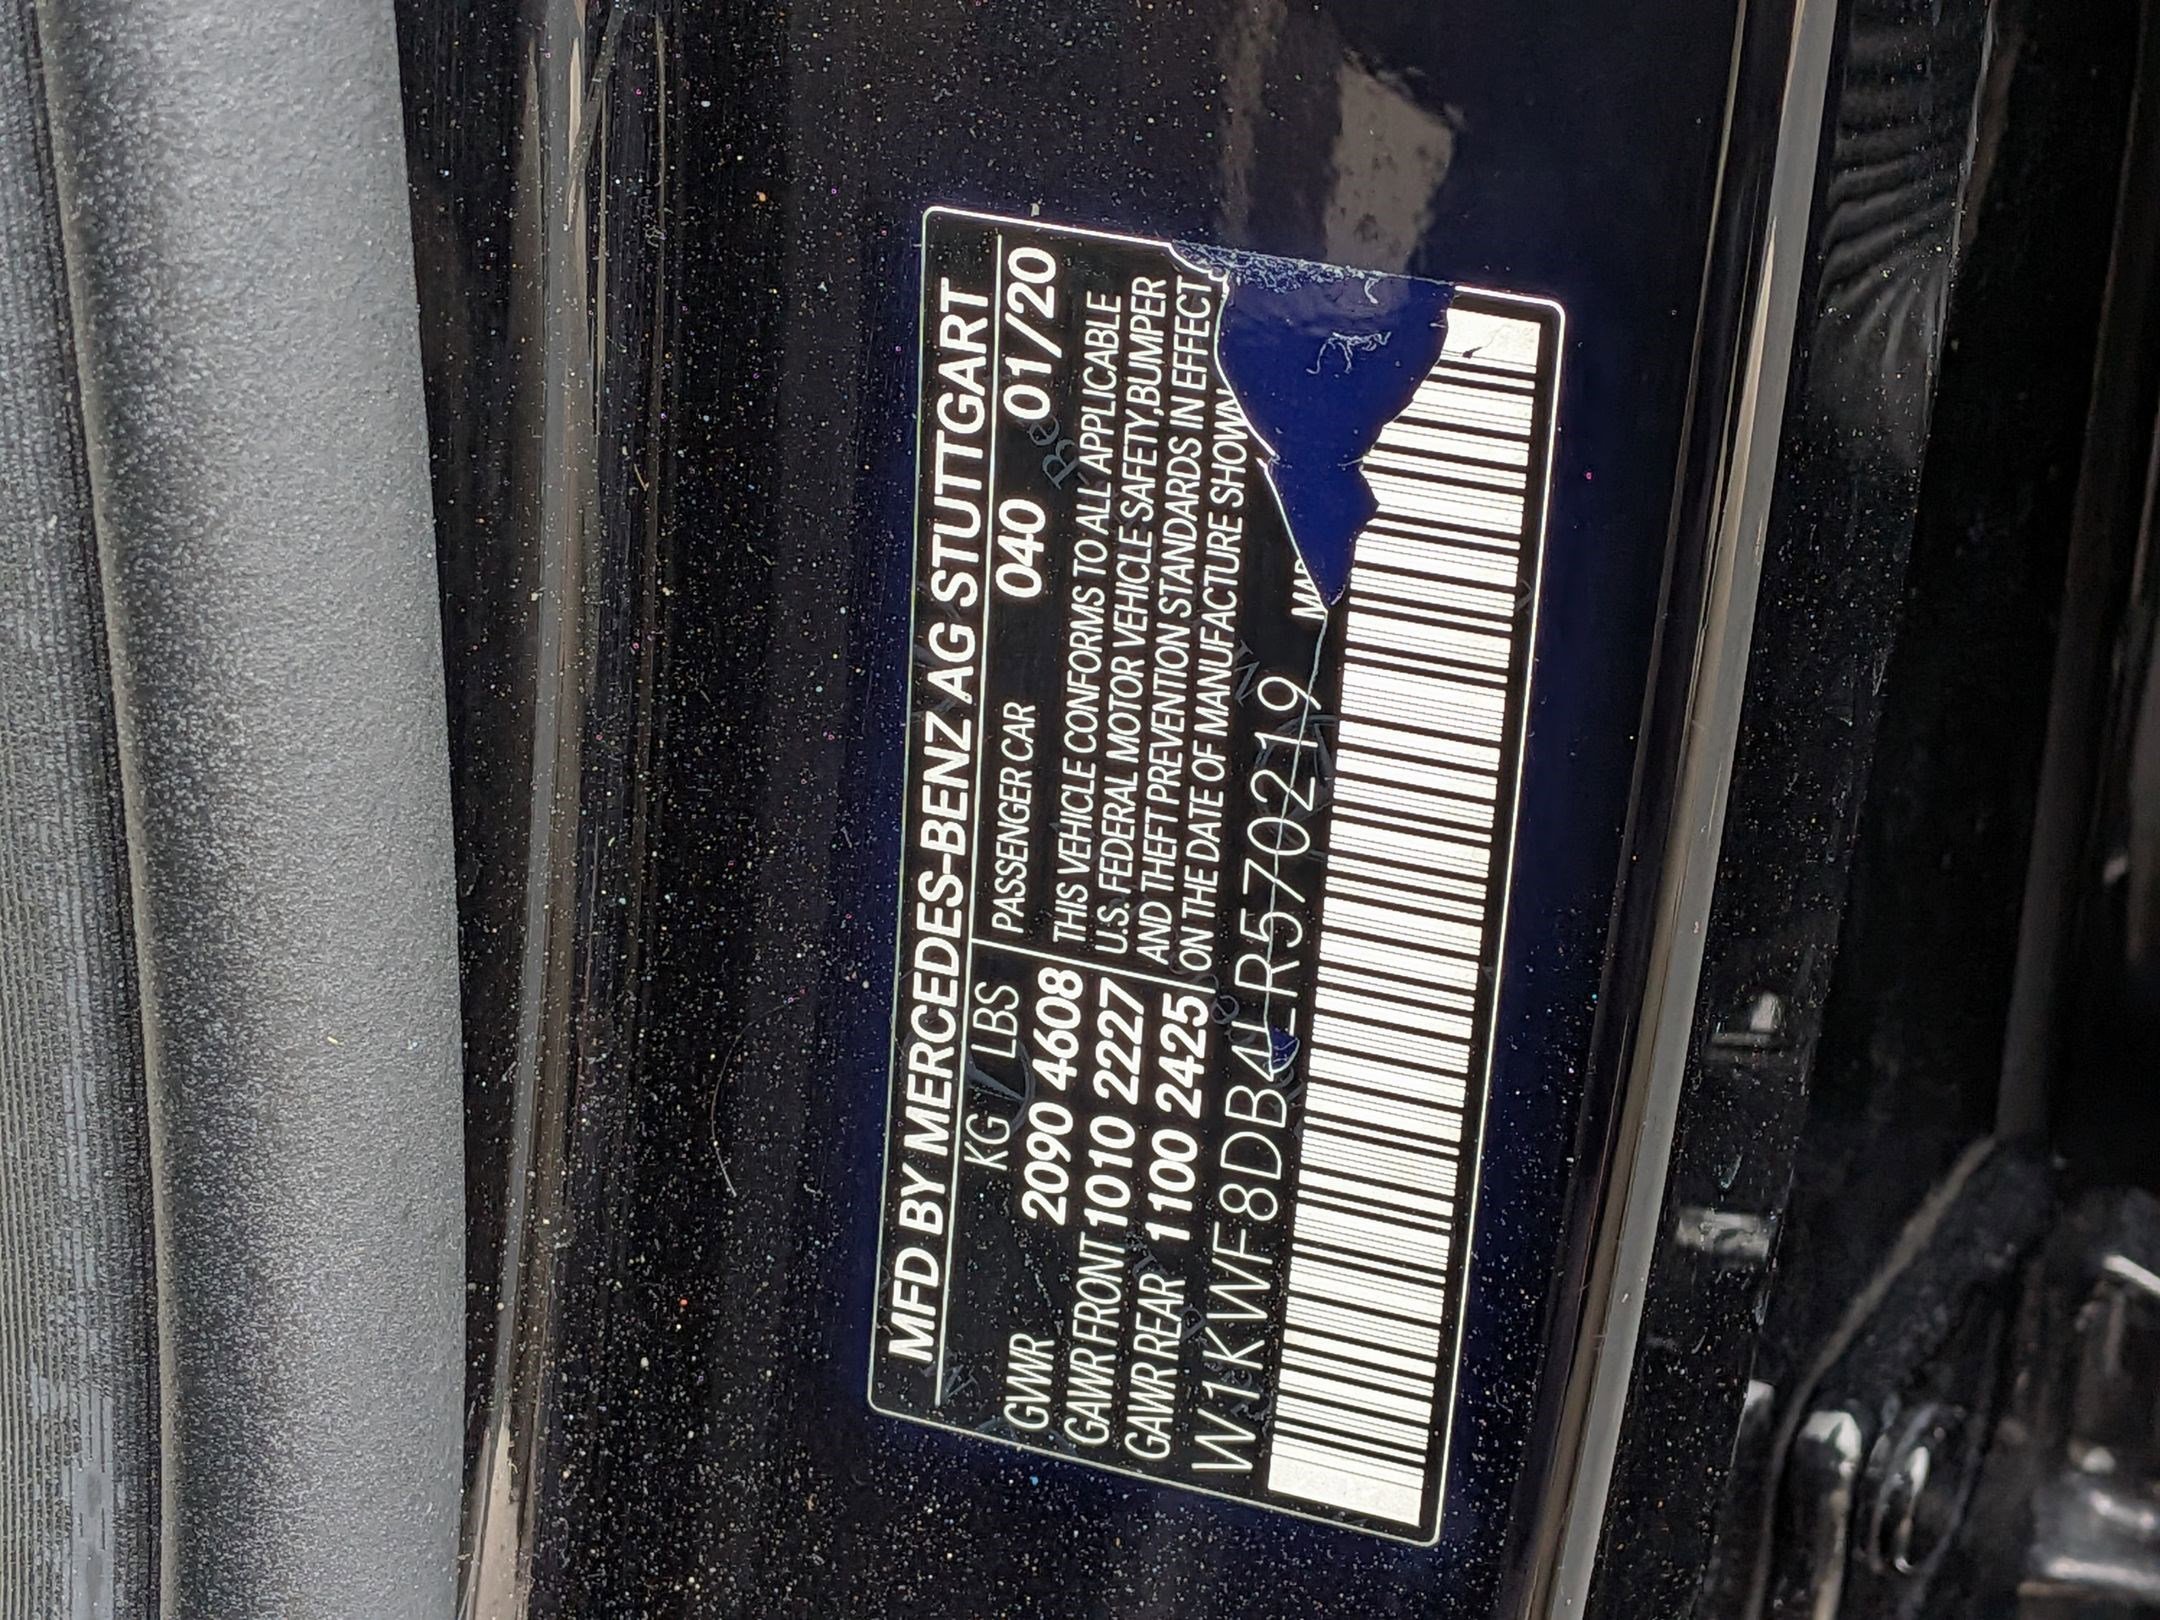 MFD BY MERCEDES-BENZ AG STUTTGART
KG LBS PASSENGER CAR 040 01/20
GVWR 2090 4608 THIS VEHICLE CONFORMS TO ALL APPLICABLE
GAWR FRONT 1010 2227 U.S. FEDERAL MOTOR VEHICLE SAFETY,BUMPER
GAWR REAR 1100 2425 AND THEFT PREVENTION STANDARDS IN EFFECT
ON THE DATE OF MANUFACTURE SHOWN
W1KWF8DB4LR570219